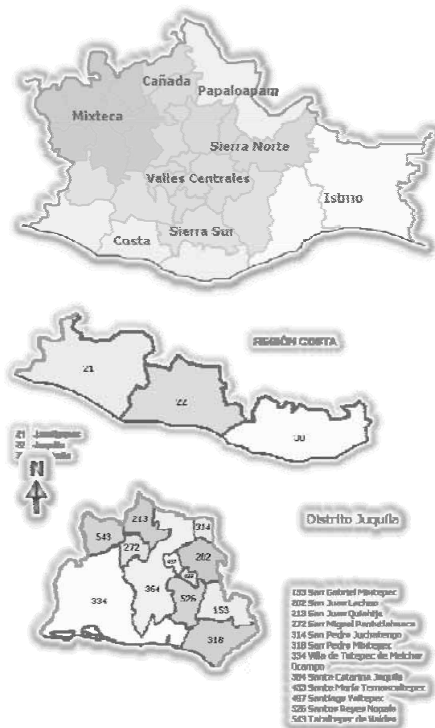 Cañada
Papaloapam
Mixteca
Sierra Norte
Valles Centrales
Istmo
Costa
Sierra Sur
REGIÓN COSTA
21
22
30
21
22 Juquila
N
Distrito Juquila
213
543
314
272
202
364
334
526
153
318
153 San Gabriel Mixtepec
202 San Juan Lachao
213 San Juan Quiahije
272 San Miguel Panixtlahuaca
314 San Pedro Juchatengo
318 San Pedro Mixtepec
334 Villa de Tututepec de Melchor
Ocampo
364 Santa Catarina Juquila
433 Santa María Temaxcaltepec
497 Santiago Yaitepec
526 Santos Reyes Nopala
543 Tataltepec de Valdes